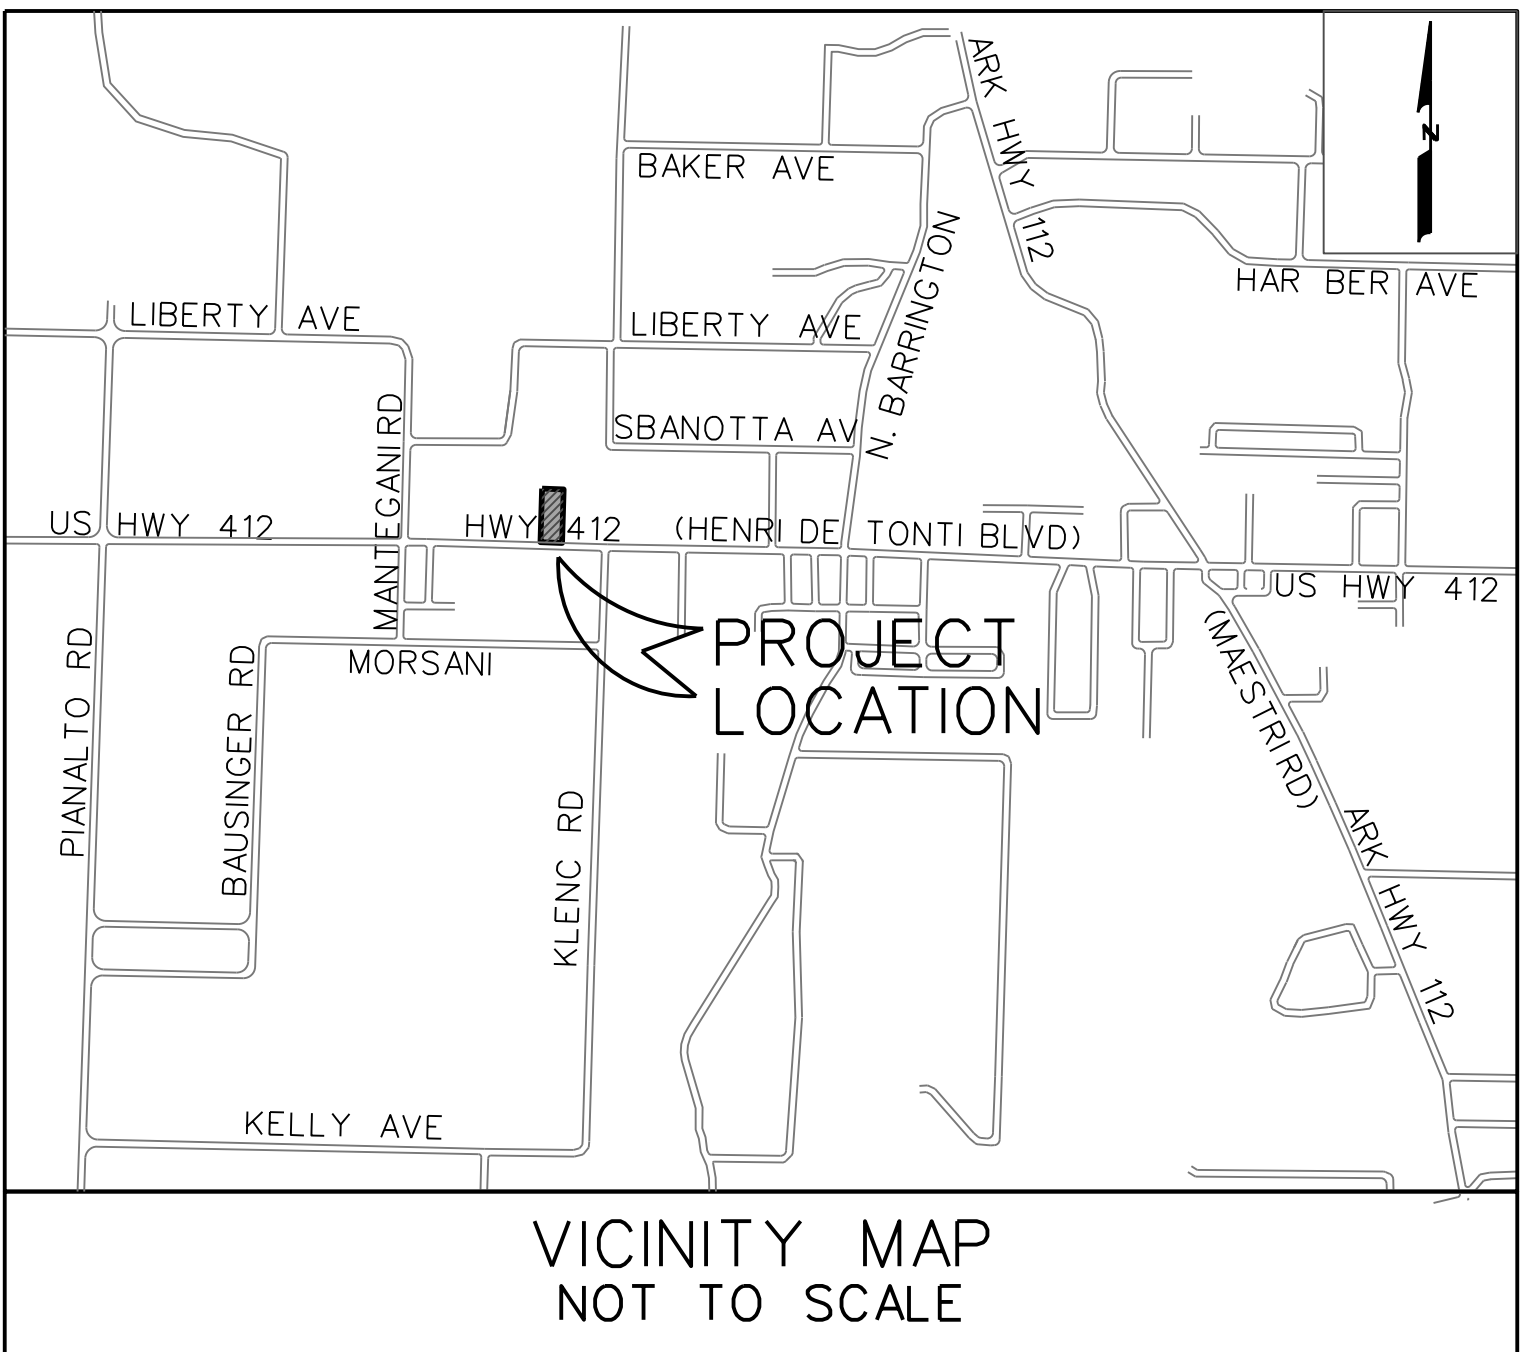 ARK HWY 112
N
BAKER AVE
HAR BER AVE
N. BARRINGTON
LIBERTY AVE
LIBERTY AVE
SBANOTTA AV
MANTEGANI RD
US HWY 412
HWY 412 (HENRI DE TONTI BLVD)
US HWY 412
(MAESTRI RD)
PROJECT
LOCATION
MORSANI
PIANALTO RD
BAUSINGER RD
KLENC RD
ARK HWY 112
KELLY AVE
VICINITY MAP
NOT TO SCALE